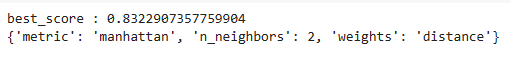 best_score : 0.8322907357759904
{'metric': 'manhattan', 'n_neighbors': 2, 'weights': 'distance'}